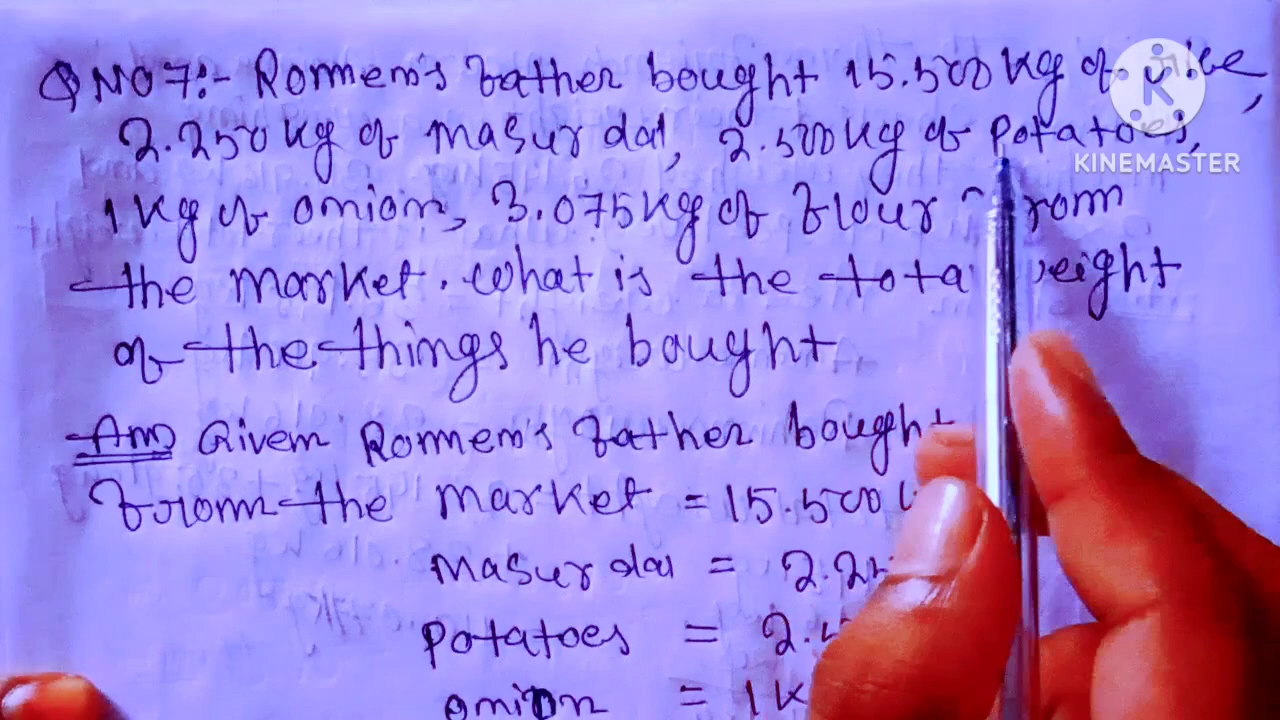 Q NO7:- Romen's father bought 15.500 kg of
2.250 kg of masur dal, 2.500 kg of potatoes,
KINEMASTER
1 kg of onion, 3.075 kg of flour from
the market. what is the total weight
of the things he bought
Ans Given Romen's father bought
from the market = 15.500
masur dal = 2.25
potatoes = 2.
onion = 1 K